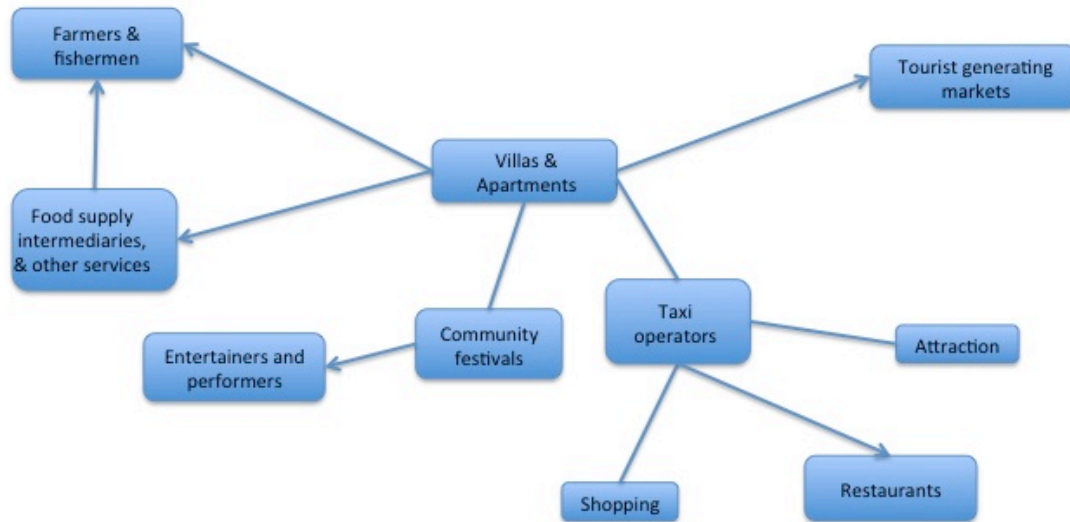 Farmers &
fishermen
Tourist generating
markets
Villas &
Apartments
Food supply
intermediaries,
& other services
Taxi
operators
Community
festivals
Entertainers and
performers
Attraction
Shopping
Restaurants